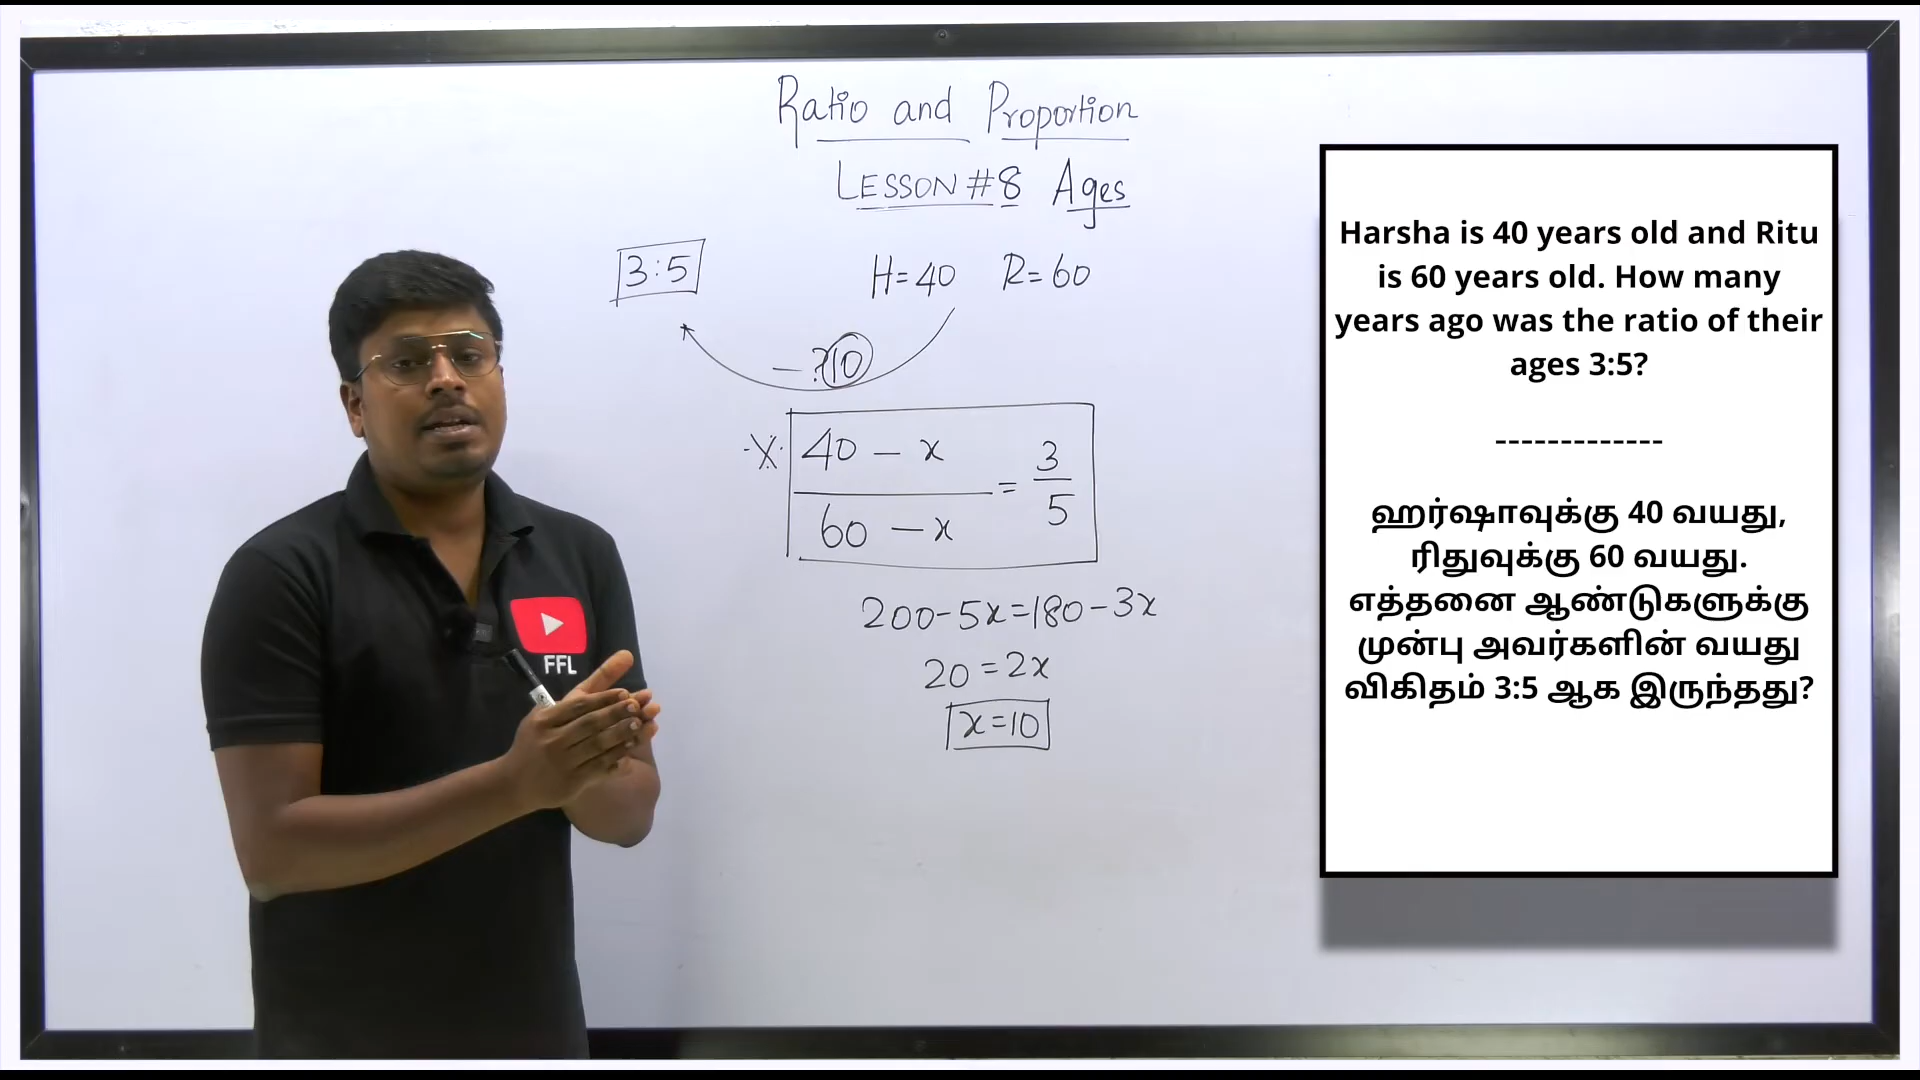 Ratio and Proportion
LESSON #8 Ages
3:5
H=40 R=60
- ?10
40 - x
60 - x
=
3
5
200-5x=180-3x
20=2x
x=10
FFL
Harsha is 40 years old and Ritu
is 60 years old. How many
years ago was the ratio of their
ages 3:5?
-------------
ஹர்ஷாவுக்கு 40 வயது,
ரிதுவுக்கு 60 வயது.
எத்தனை ஆண்டுகளுக்கு
முன்பு அவர்களின் வயது
விகிதம் 3:5 ஆக இருந்தது?